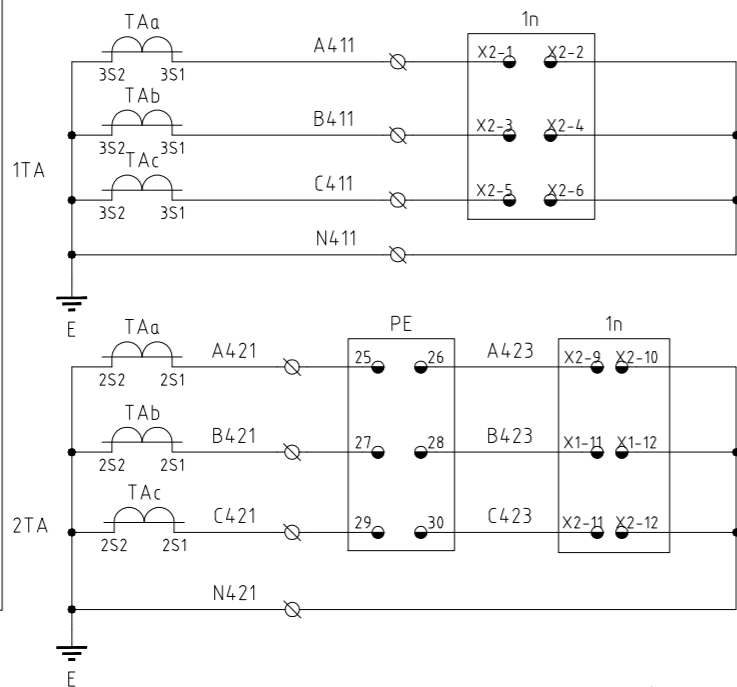 1n
TAa
A411
X2-1 X2-2
3S2 3S1
TAb
B411
X2-3 X2-4
3S2 3S1
1TA
TAc
C411
X2-5 X2-6
3S2 3S1
N411
E
TAa
PE
1n
A421
25 26
A423
X2-9 X2-10
2S2 2S1
TAb
B421
27 28
B423
X1-11 X1-12
2S2 2S1
TAc
2TA
C421
29 30
C423
X2-11 X2-12
2S2 2S1
N421
E